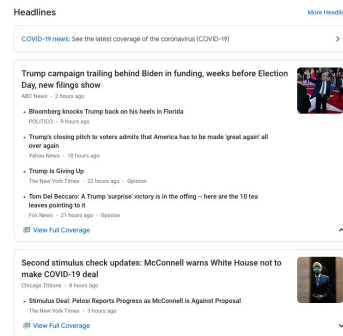 Headlines
More Headlin
COVID-19 news: See the latest coverage of the coronavirus (COVID-19)
Trump campaign trailing behind Biden in funding, weeks before Election
Day, new filings show
ABC News · 2 hours ago
Bloomberg knocks Trump back on his heels in Florida
POLITICO · 9 hours ago
Trump's closing pitch to voters admits that America has to be made 'great again' all
over again
Yahoo News · 10 hours ago
Trump Is Giving Up
The New York Times · 22 hours ago · Opinion
Tom Del Beccaro: A Trump 'surprise' victory is in the offing -- here are the 10 tea
leaves pointing to it
Fox News · 21 hours ago · Opinion
View Full Coverage
Second stimulus check updates: McConnell warns White House not to
make COVID-19 deal
Chicago Tribune · 8 hours ago
Stimulus Deal: Pelosi Reports Progress as McConnell is Against Proposal
The New York Times · 3 hours ago
View Full Coverage